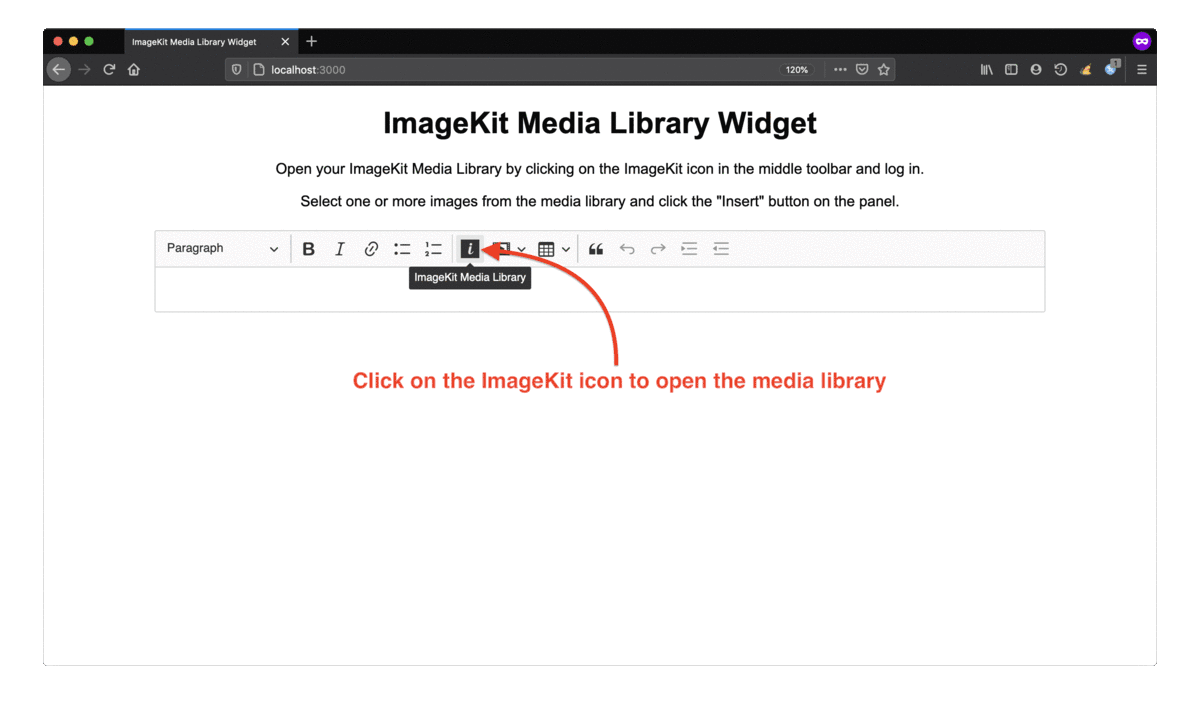 ImageKit Media Library Widget
localhost:3000
120%
1
ImageKit Media Library Widget
Open your ImageKit Media Library by clicking on the ImageKit icon in the middle toolbar and log in.
Select one or more images from the media library and click the "Insert" button on the panel.
Paragraph
B I i
ImageKit Media Library
Click on the ImageKit icon to open the media library